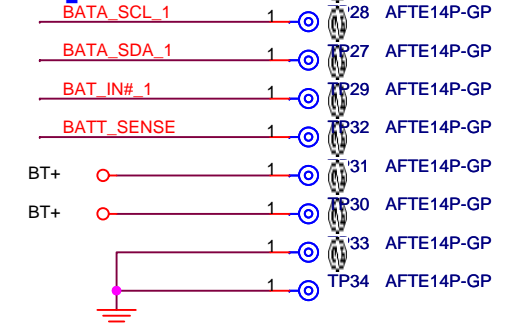 BATA_SCL_1 1 AFTE14P-GP
BATA_SDA_1 1 TP27 AFTE14P-GP
BAT_IN#_1 1 TP29 AFTE14P-GP
BATT_SENSE 1 TP32 AFTE14P-GP
BT+ 1 AFTE14P-GP
BT+ 1 TP30 AFTE14P-GP
1 AFTE14P-GP
1 TP34 AFTE14P-GP